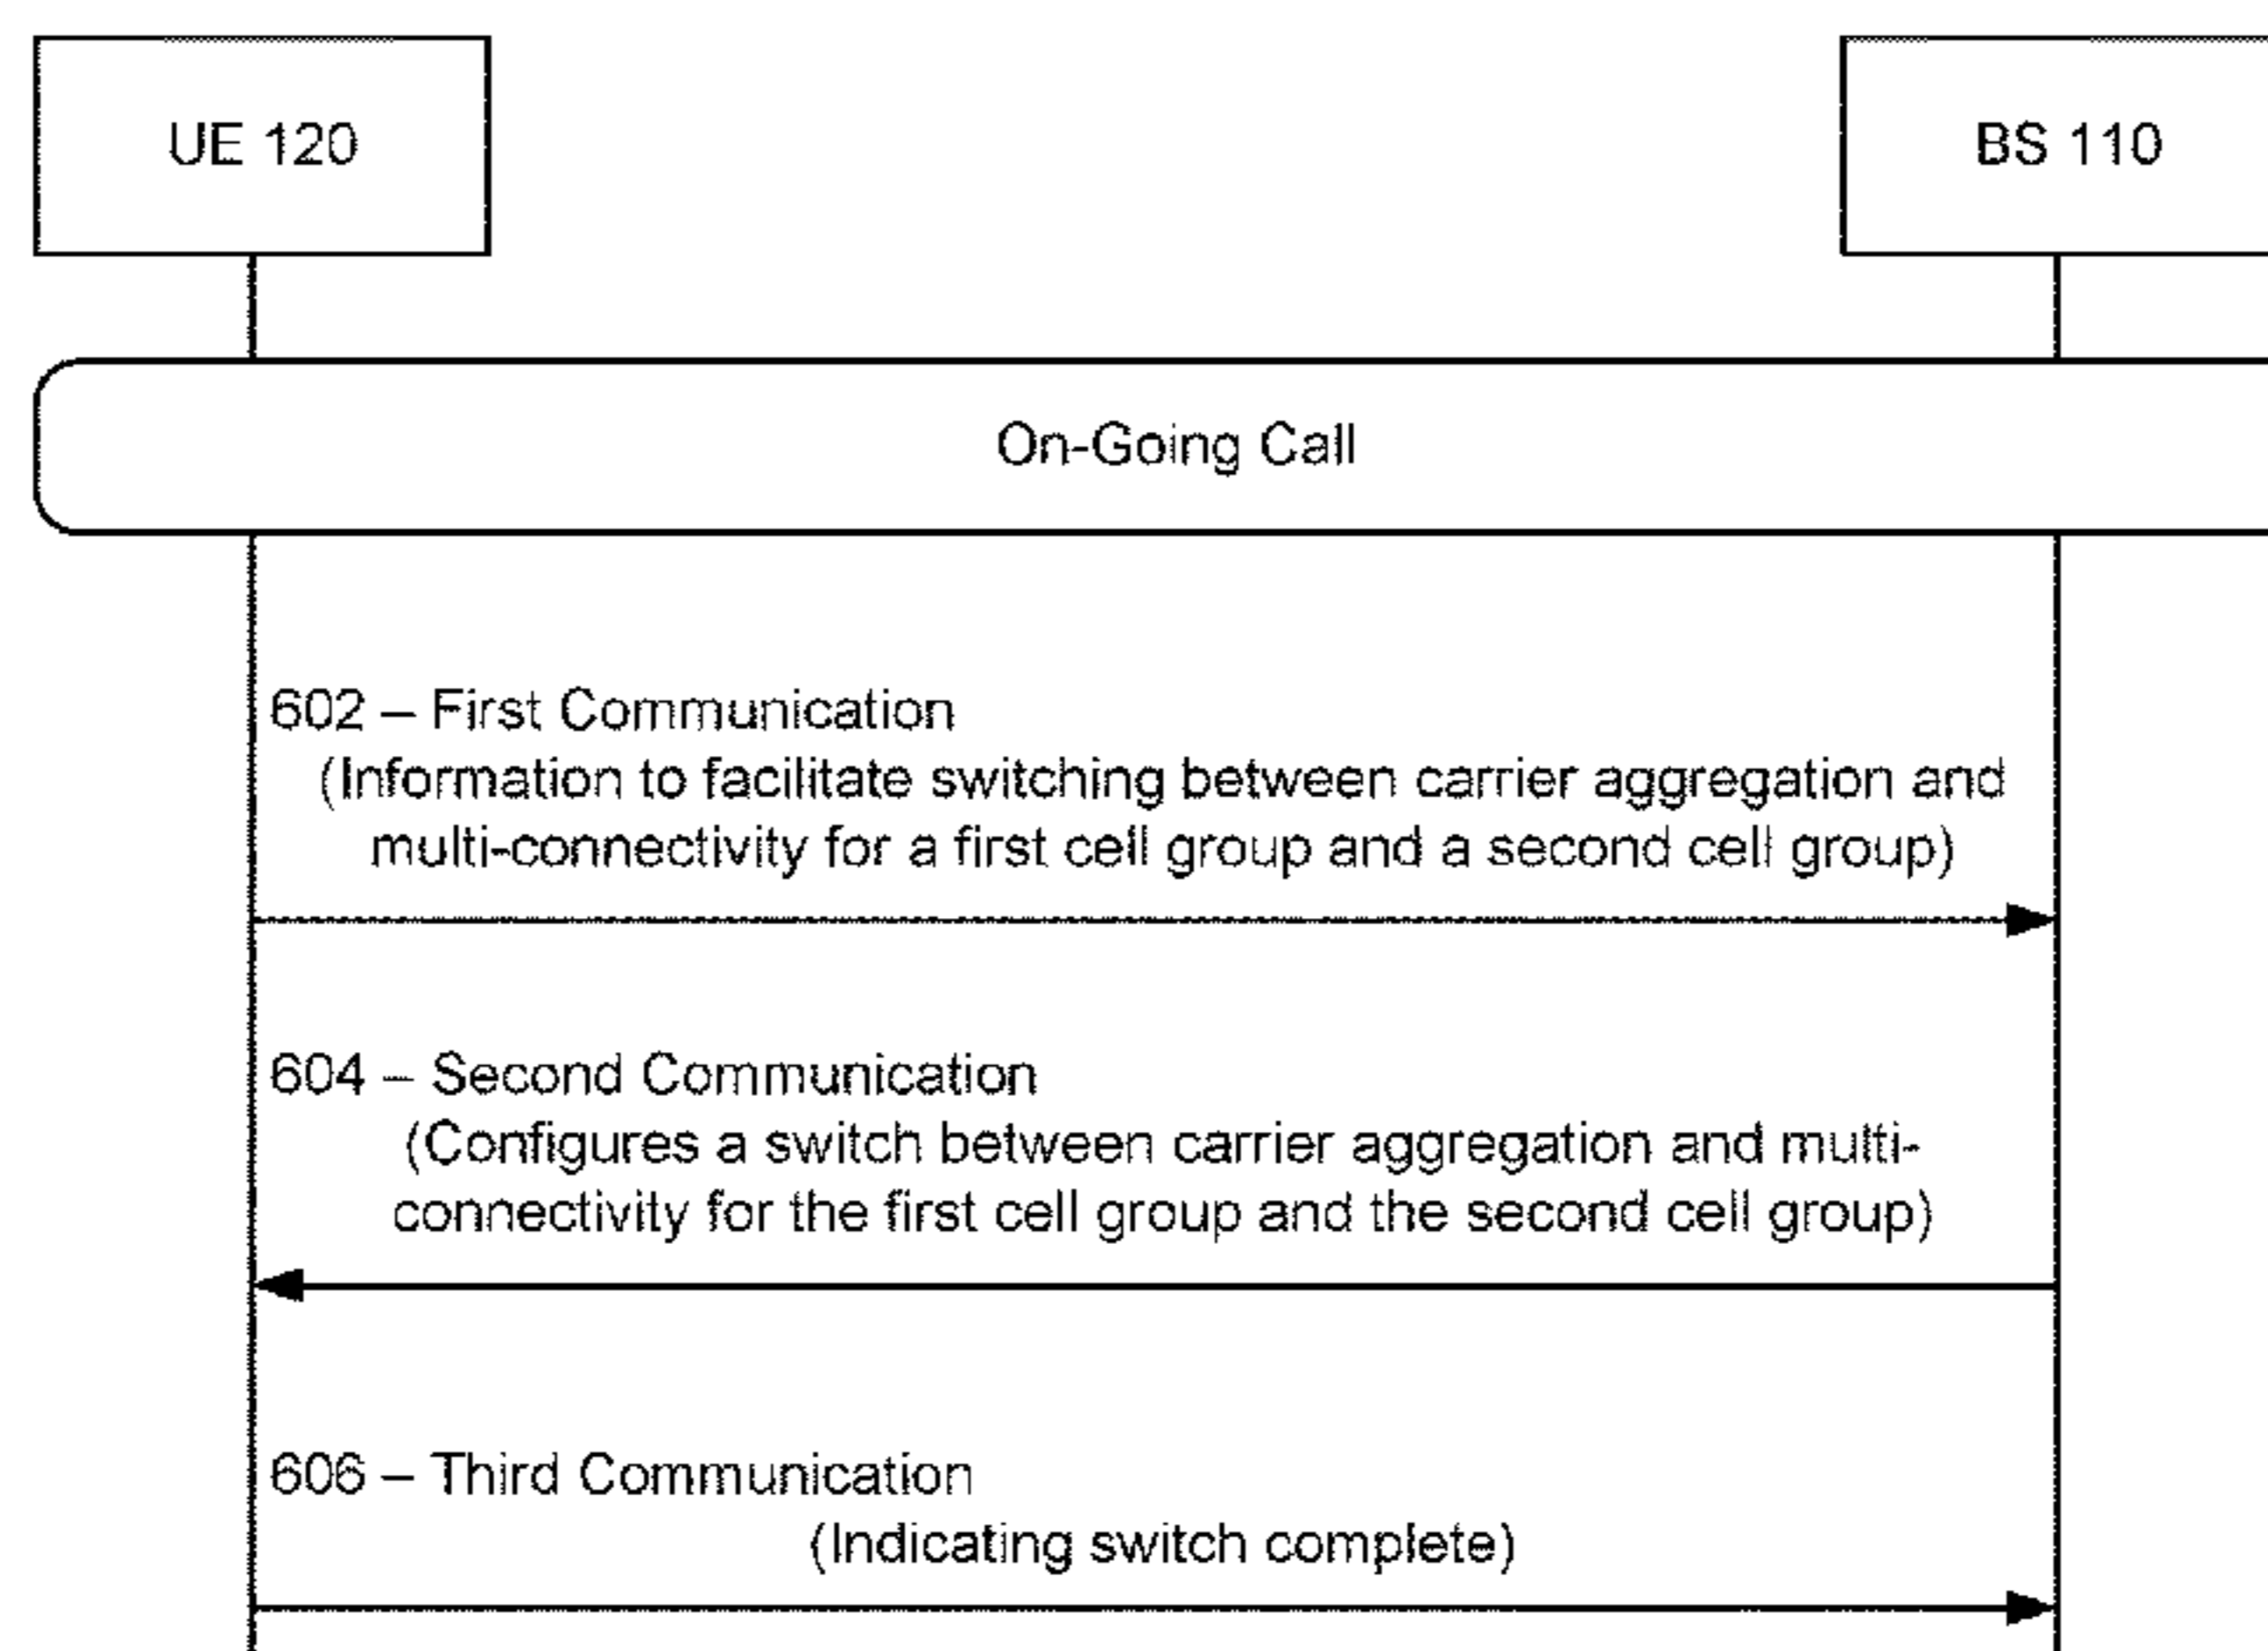 UE 120
BS 110
On-Going Call
602 – First Communication
(Information to facilitate switching between carrier aggregation and
multi-connectivity for a first cell group and a second cell group)
604 – Second Communication
(Configures a switch between carrier aggregation and multi-
connectivity for the first cell group and the second cell group)
606 – Third Communication
(Indicating switch complete)